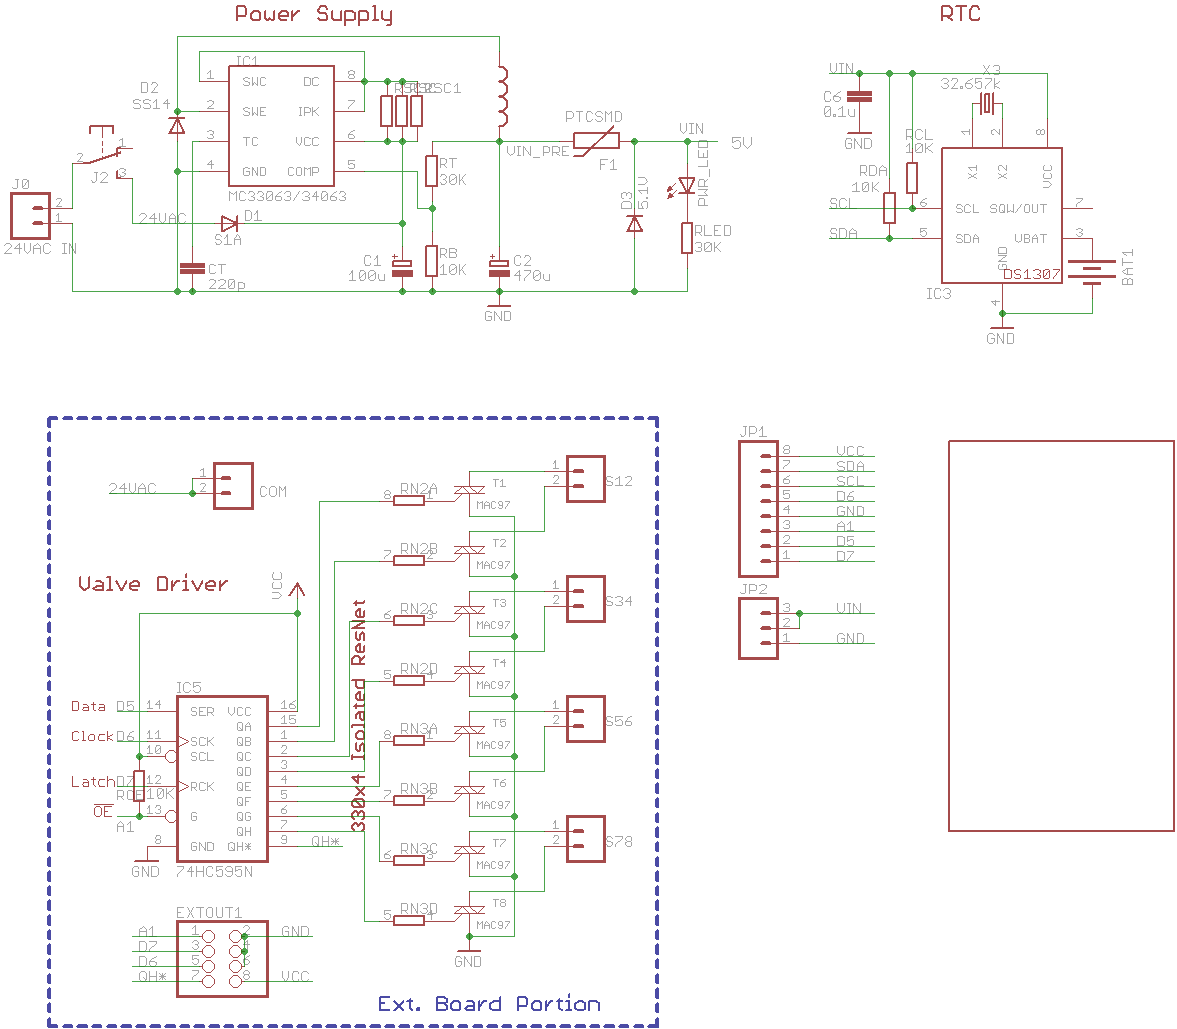 Power Supply
RTC
IC1
D2
SS14
1 SWC DC 8
2 SWE IPK 7
3 TC VCC 6
4 GND COMP 5
MC33063/34063
RSC1
J0
2
1
24VAC IN
2
1
3
J2
24VAC
D1
S1A
CT
220p
C1
100u
RT
30K
RB
10K
C2
470u
GND
VIN_PRE
PTCSMD
F1
VIN
5V
D3
5.1V
PWR_LED
RLED
30K
VIN
C6
0.1u
GND
X3
32.657k
RCL
10K
RDA
10K
SCL
SDA
1
2
8
X1
X2
VCC
6 SCL SQW/OUT 7
5 SDA VBAT 3
GND
DS1307
IC3
4
GND
BAT1
24VAC
1
2
COM
Valve Driver
VCC
IC5
Data D5 14 SER VCC 16
QA 15
Clock D6 11 SCK QB 1
10 SCL QC 2
QD 3
Latch D7 12 RCK QE 4
ROE 10K
QF 5
OE 13 G QG 6
A1
QH 7
8 GND QH* 9
QH*
GND
74HC595N
330x4 Isolated ResNet
8 RN2A 1
7 RN2B 2
6 RN2C 3
5 RN2D 4
8 RN3A 1
7 RN3B 2
6 RN3C 3
5 RN3D 4
T1
MAC97
T2
MAC97
T3
MAC97
T4
MAC97
T5
MAC97
T6
MAC97
T7
MAC97
T8
MAC97
GND
1
2
S12
1
2
S34
1
2
S56
1
2
S78
EXTOUT1
A1 1 2 GND
D7 3 4
D6 5 6
QH* 7 8 VCC
Ext. Board Portion
JP1
8 VCC
7 SDA
6 SCL
5 D6
4 GND
3 A1
2 D5
1 D7
JP2
3 VIN
2
1 GND